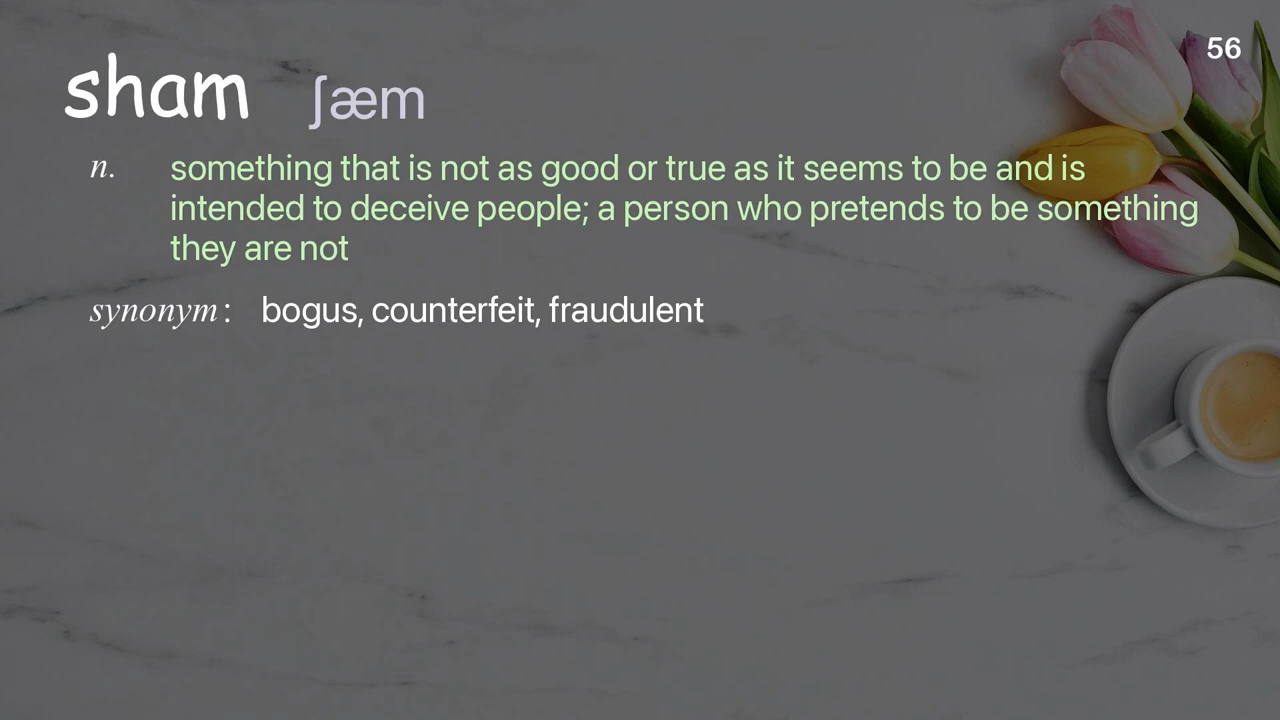 56
sham ʃæm
n. something that is not as good or true as it seems to be and is
intended to deceive people; a person who pretends to be something
they are not
synonym: bogus, counterfeit, fraudulent